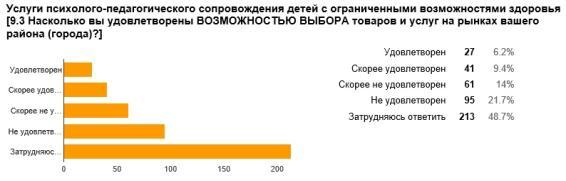 Услуги психолого-педагогического сопровождения детей с ограниченными возможностями здоровья
[9.3 Насколько вы удовлетворены ВОЗМОЖНОСТЬЮ ВЫБОРА товаров и услуг на рынках вашего
района (города)?]
Удовлетворен 27 6.2%
Скорее удовлетворен 41 9.4%
Скорее не удовлетворен 61 14%
Не удовлетворен 95 21.7%
Затрудняюсь ответить 213 48.7%
Удовлетворен
Скорее удов…
Скорее не у…
Не удовлетв…
Затрудняюс…
0 50 100 150 200